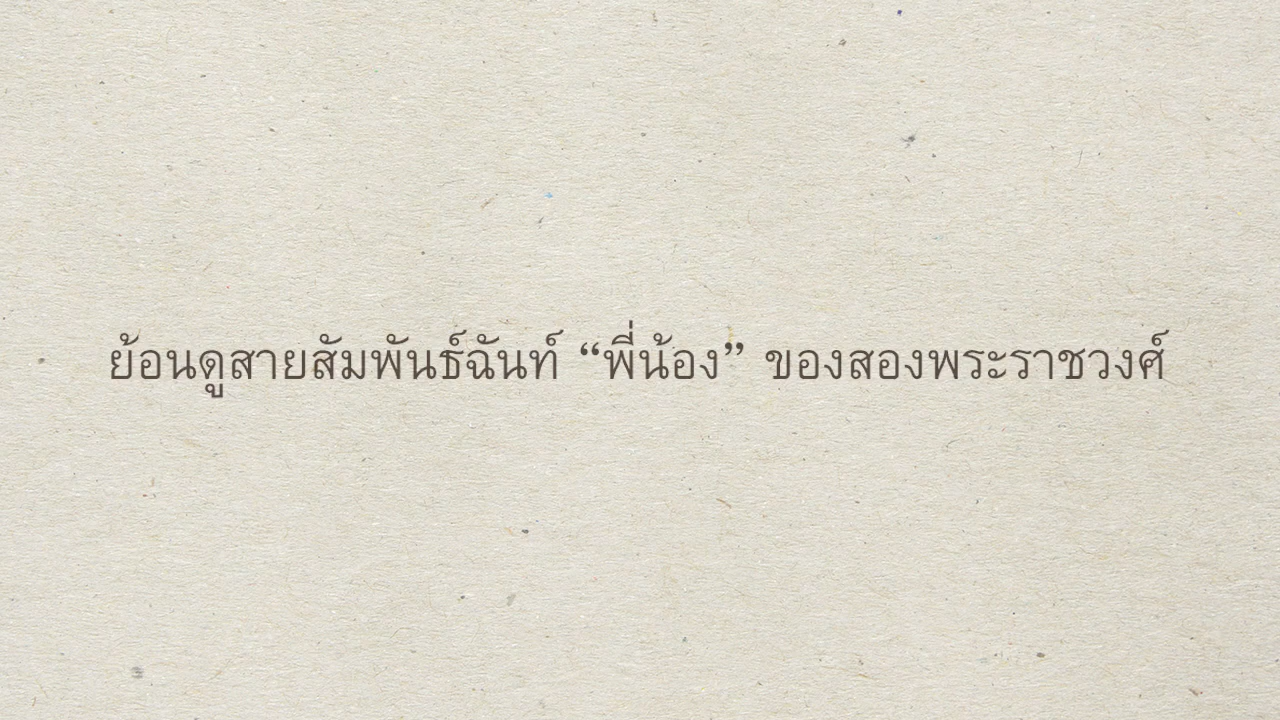 ย้อนดูสายสัมพันธ์ฉันท์ “พี่น้อง” ของสองพระราชวงศ์